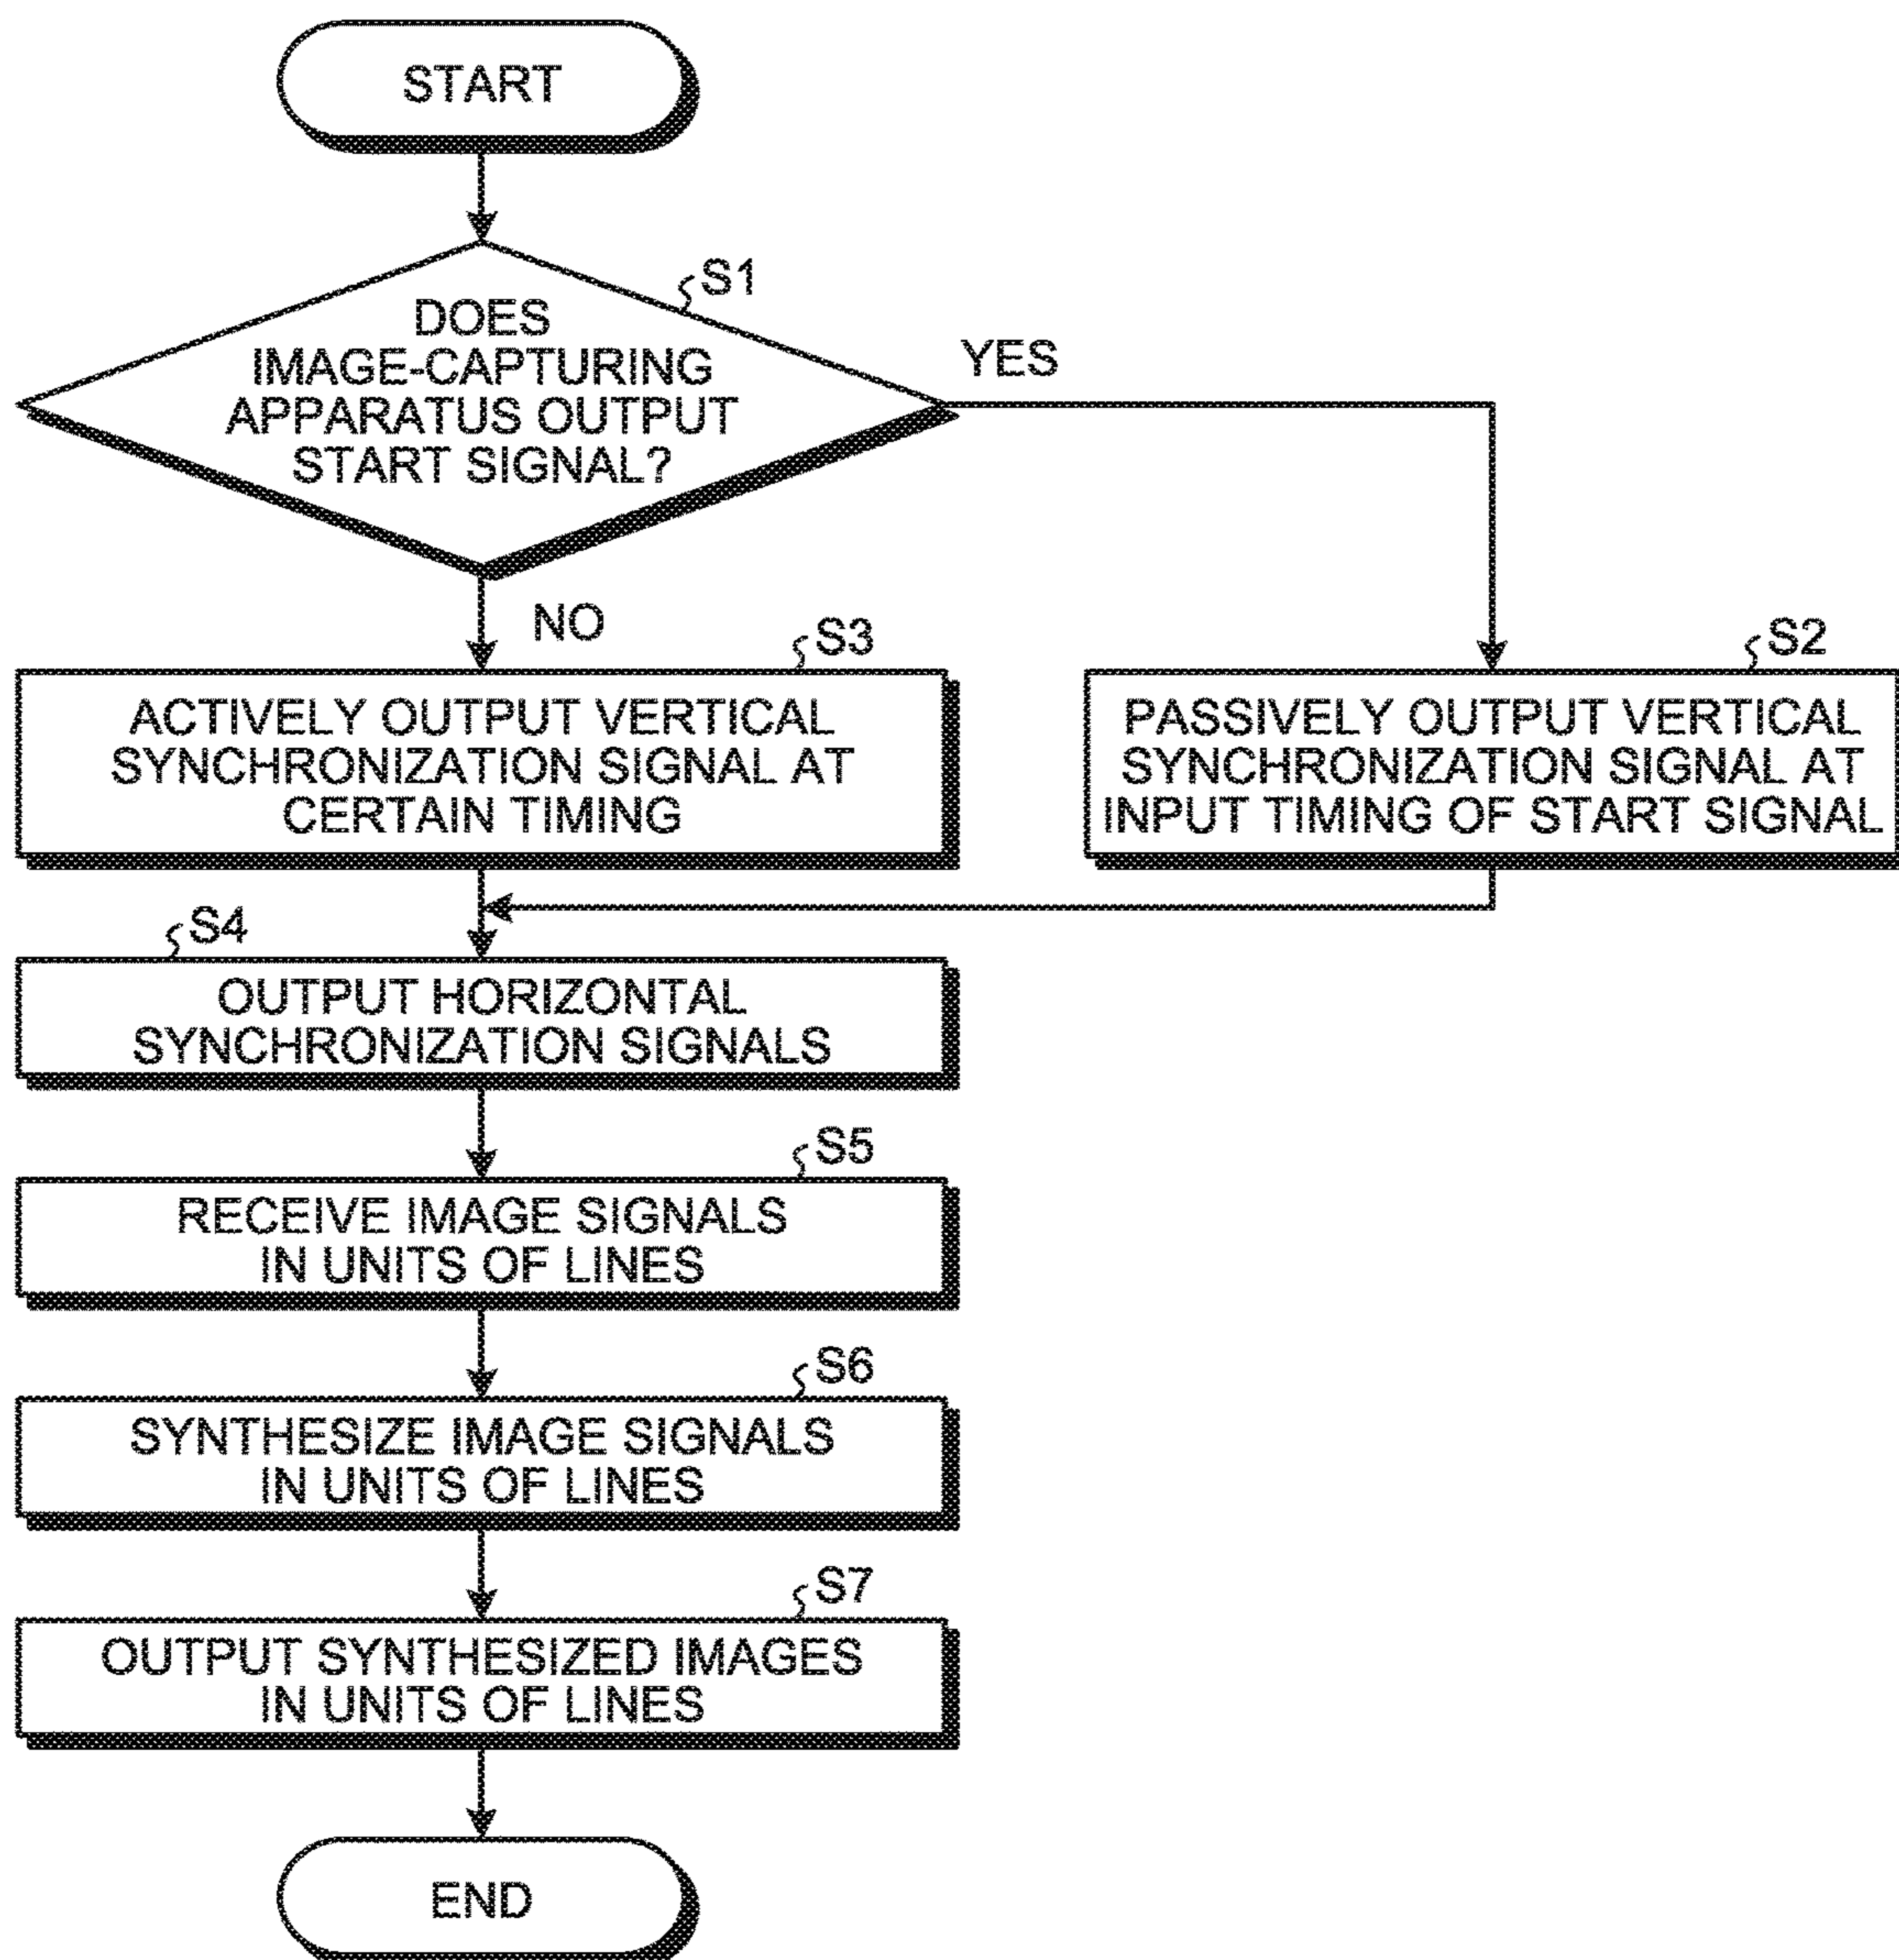 START
S1
DOES
IMAGE-CAPTURING
APPARATUS OUTPUT
START SIGNAL?
YES
NO
S3
ACTIVELY OUTPUT VERTICAL
SYNCHRONIZATION SIGNAL AT
CERTAIN TIMING
S2
PASSIVELY OUTPUT VERTICAL
SYNCHRONIZATION SIGNAL AT
INPUT TIMING OF START SIGNAL
S4
OUTPUT HORIZONTAL
SYNCHRONIZATION SIGNALS
S5
RECEIVE IMAGE SIGNALS
IN UNITS OF LINES
S6
SYNTHESIZE IMAGE SIGNALS
IN UNITS OF LINES
S7
OUTPUT SYNTHESIZED IMAGES
IN UNITS OF LINES
END